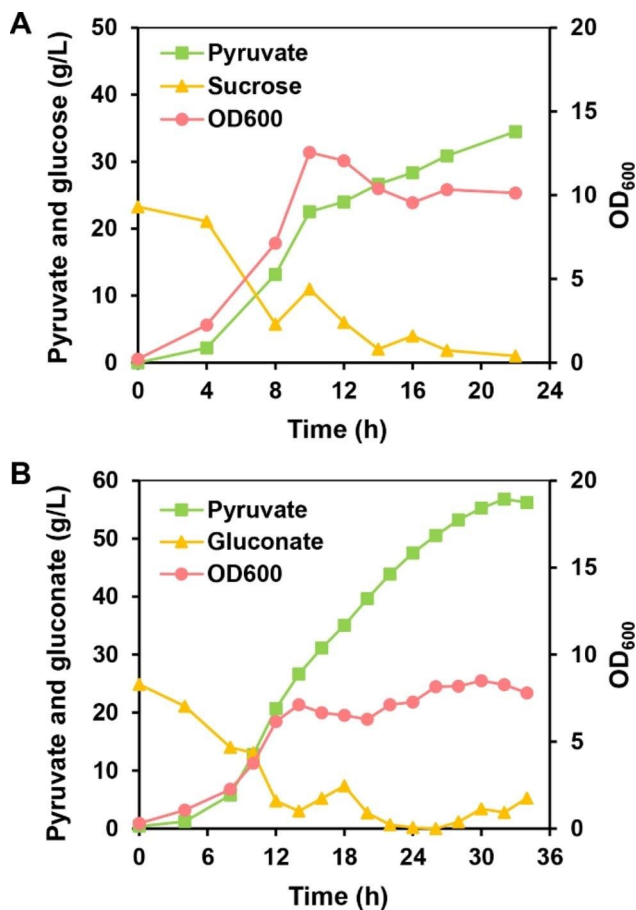 A
Pyruvate and glucose (g/L)
50
40
30
20
10
0
Pyruvate
Sucrose
OD600
20
15
10
5
0
OD600
0 4 8 12 16 20 24
Time (h)
B
Pyruvate and gluconate (g/L)
60
50
40
30
20
10
0
Pyruvate
Gluconate
OD600
20
15
10
5
0
OD600
0 6 12 18 24 30 36
Time (h)